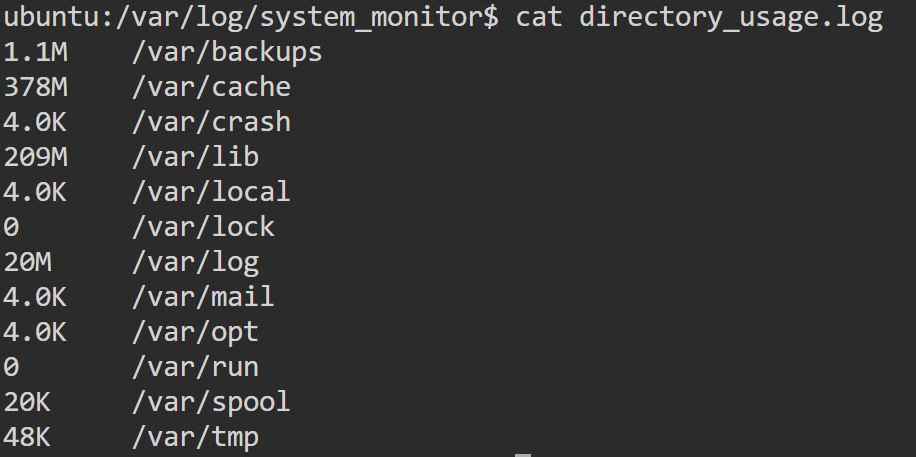 ubuntu:/var/log/system_monitor$ cat directory_usage.log
1.1M    /var/backups
378M    /var/cache
4.0K    /var/crash
209M    /var/lib
4.0K    /var/local
0       /var/lock
20M     /var/log
4.0K    /var/mail
4.0K    /var/opt
0       /var/run
20K     /var/spool
48K     /var/tmp